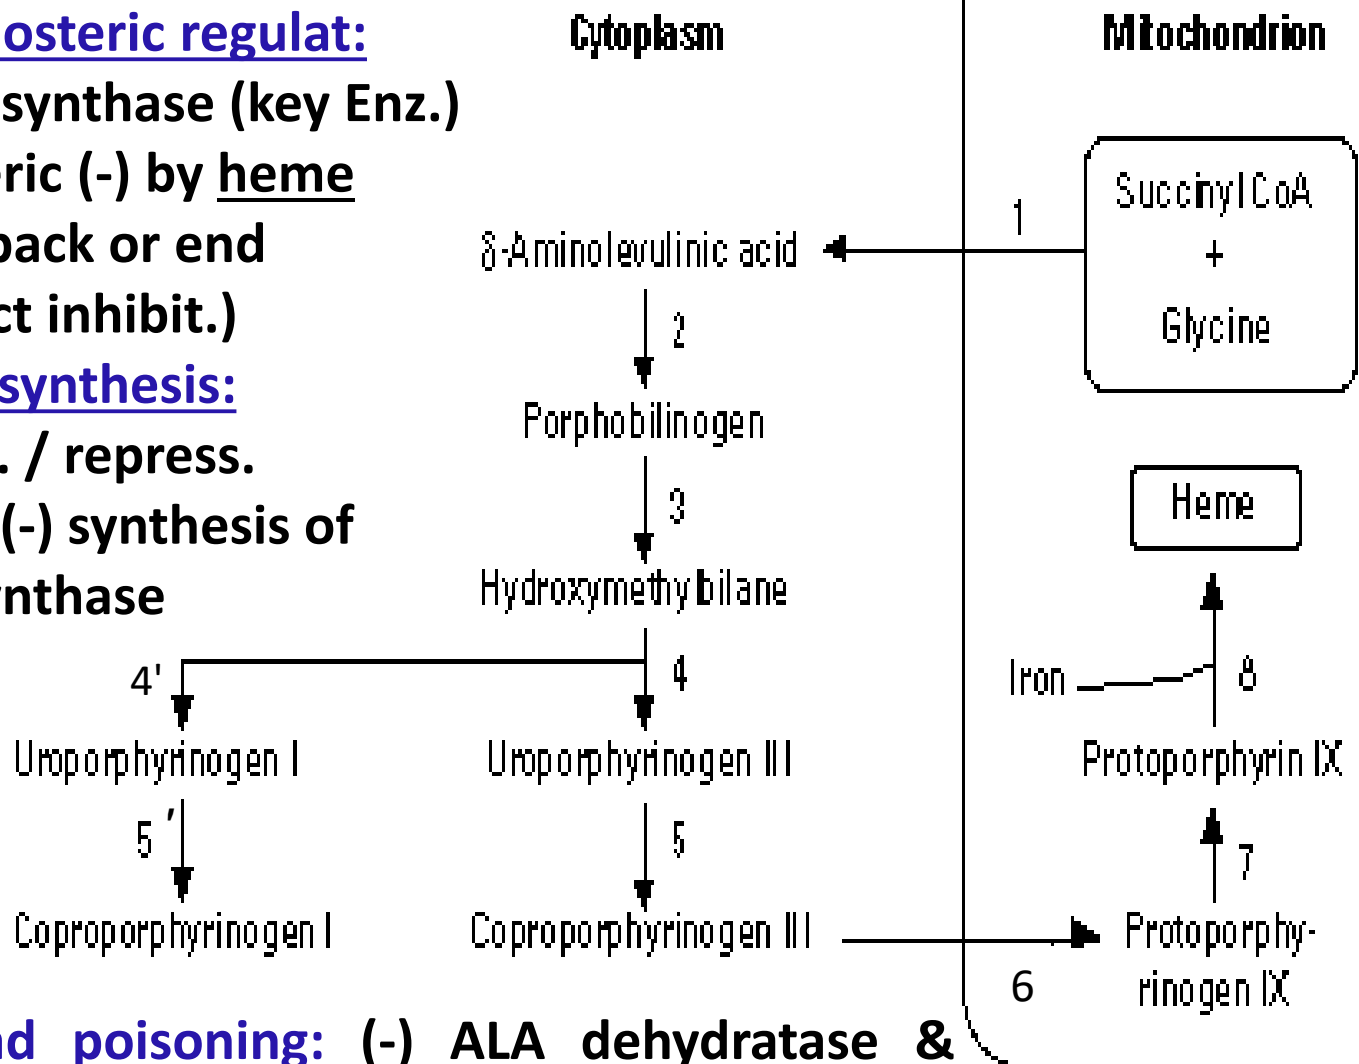 osteric regulat:
synthase (key Enz.)
ric (-) by heme
back or end
ct inhibit.)
synthesis:
. / repress.
(-) synthesis of
nthase
Cytoplasm
Mitochondrion
Succinyl CoA
+
Glycine
1
δ-Aminolevulinic acid
2
Porphobilinogen
3
Hydroxymethylbilane
4'
4
Uroporphyrinogen I
Uroporphyrinogen III
5 ′
5
Coproporphyrinogen I
Coproporphyrinogen III
6
Protoporphy-
rinogen IX
7
Protoporphyrin IX
Iron
8
Heme
d poisoning: (-) ALA dehydratase &